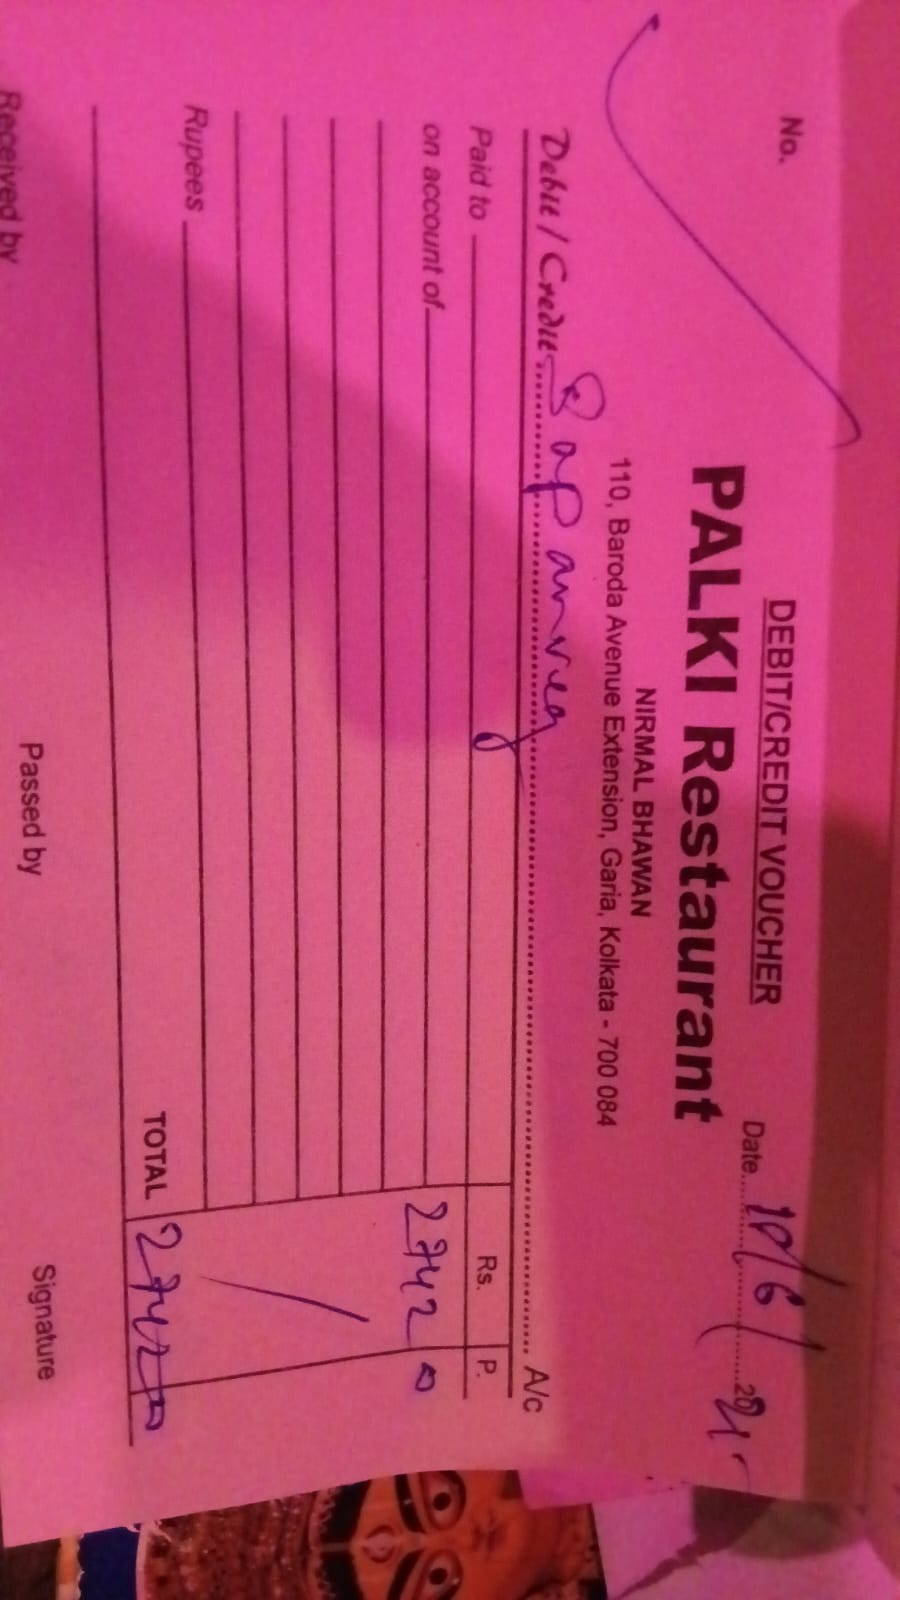 DEBIT/CREDIT VOUCHER
No.
Date 10/6/2021
PALKI Restaurant
NIRMAL BHAWAN
110, Baroda Avenue Extension, Garia, Kolkata - 700 084
Debit / Credit A/c
Paid to Rs. P.
on account of 2742 0
Rupees
TOTAL 2742
Received by Passed by Signature